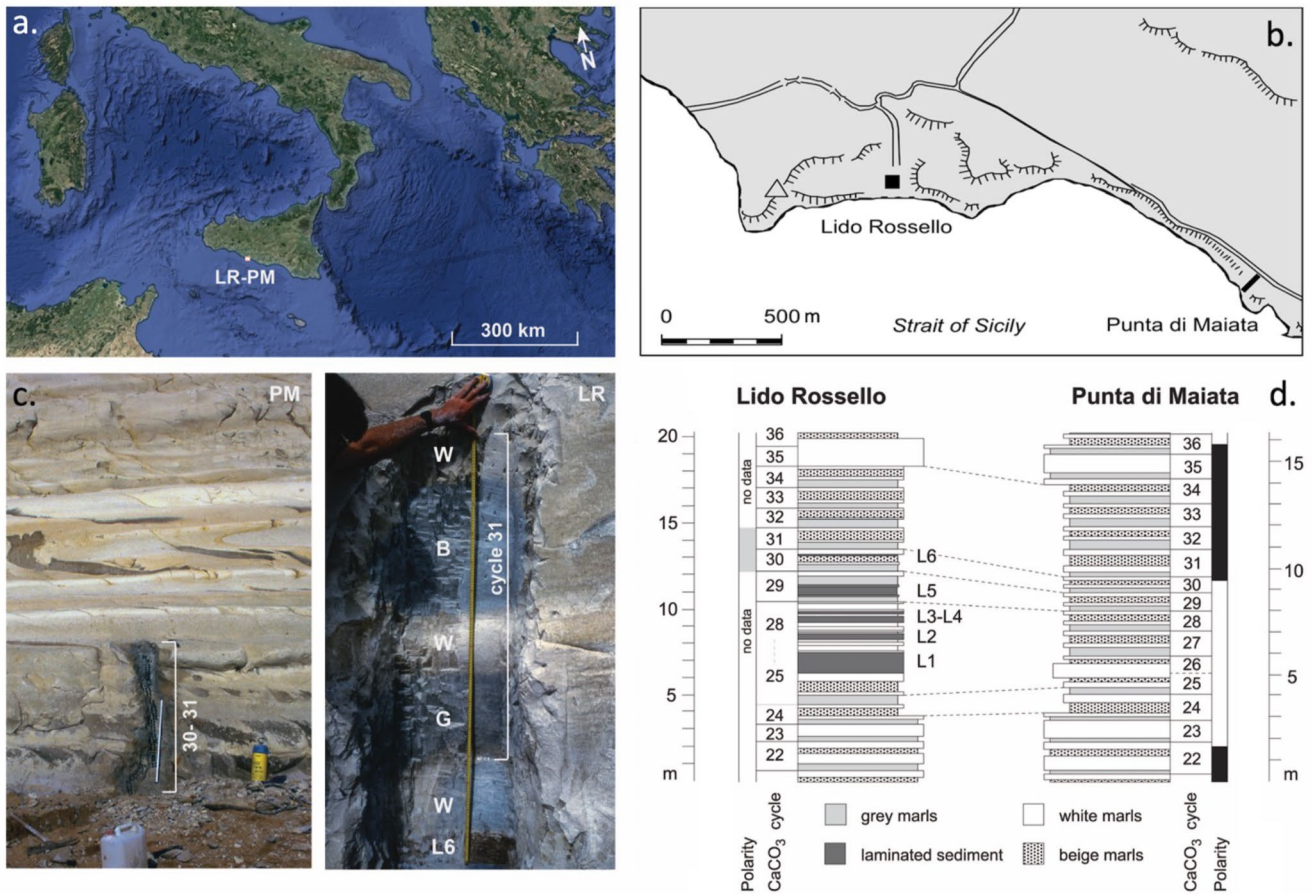 a.
N
LR-PM
300 km
b.
Lido Rossello
0 500 m
Strait of Sicily
Punta di Maiata
c.
PM
30- 31
LR
W
B
W
G
W
L6
cycle 31
d.
Lido Rossello
Punta di Maiata
20
15
10
5
m
no data
no data
36
35
34
33
32
31
30
29
28
25
24
23
22
L6
L5
L3-L4
L2
L1
36
35
34
33
32
31
30
29
28
27
26
25
24
23
22
15
10
5
m
Polarity
CaCO₃ cycle
grey marls
white marls
laminated sediment
beige marls
CaCO₃ cycle
Polarity